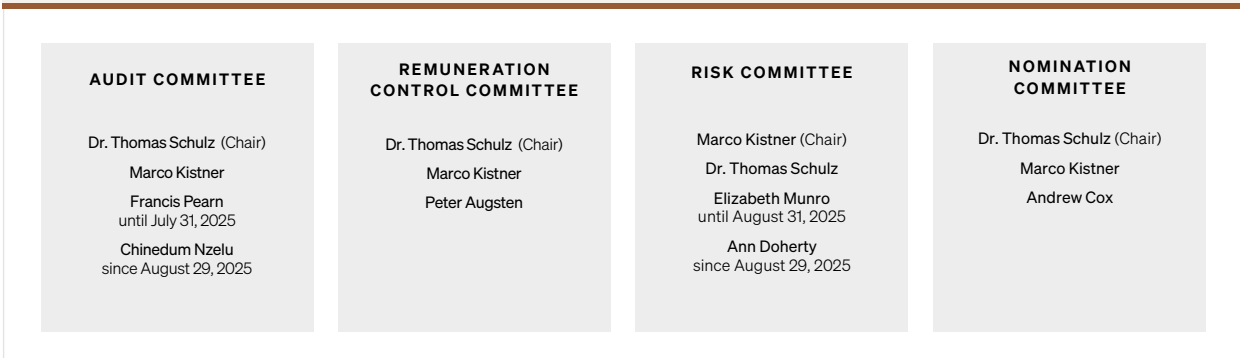 AUDIT COMMITTEE
Dr. Thomas Schulz (Chair)
Marco Kistner
Francis Pearn
until July 31, 2025
Chinedum Nzelu
since August 29, 2025
REMUNERATION
CONTROL COMMITTEE
Dr. Thomas Schulz (Chair)
Marco Kistner
Peter Augsten
RISK COMMITTEE
Marco Kistner (Chair)
Dr. Thomas Schulz
Elizabeth Munro
until August 31, 2025
Ann Doherty
since August 29, 2025
NOMINATION
COMMITTEE
Dr. Thomas Schulz (Chair)
Marco Kistner
Andrew Cox